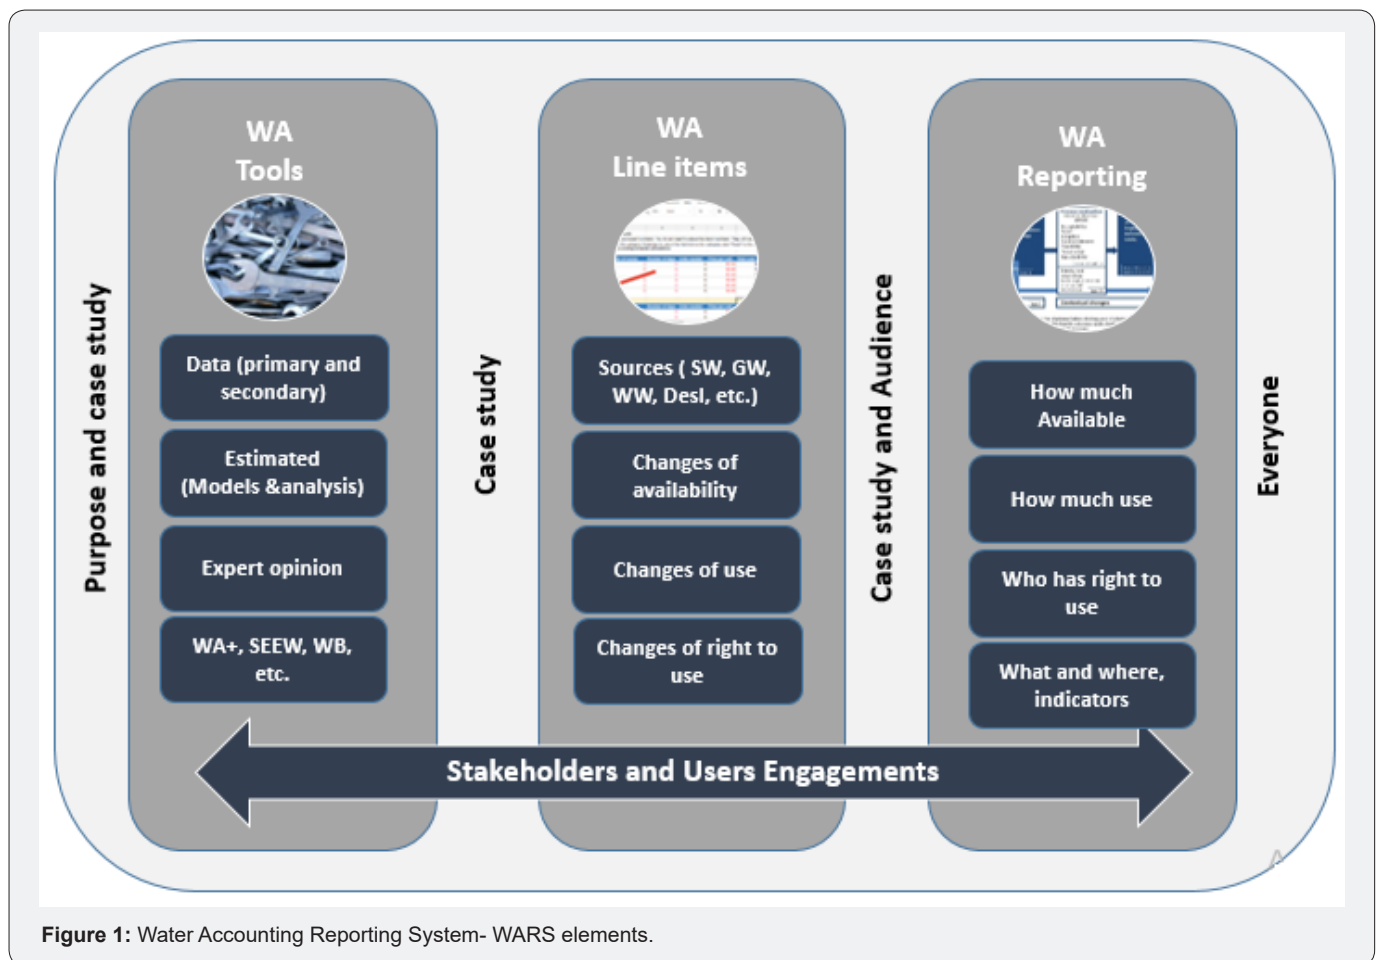 Purpose and case study
WA
Tools
Data (primary and
secondary)
Estimated
(Models &analysis)
Expert opinion
WA+, SEEW, WB,
etc.
Case study
WA
Line items
Sources ( SW, GW,
WW, Desl, etc.)
Changes of
availability
Changes of use
Changes of right to
use
Case study and Audience
WA
Reporting
How much
Available
How much use
Who has right to
use
What and where,
indicators
Everyone
Stakeholders and Users Engagements
Figure 1: Water Accounting Reporting System- WARS elements.